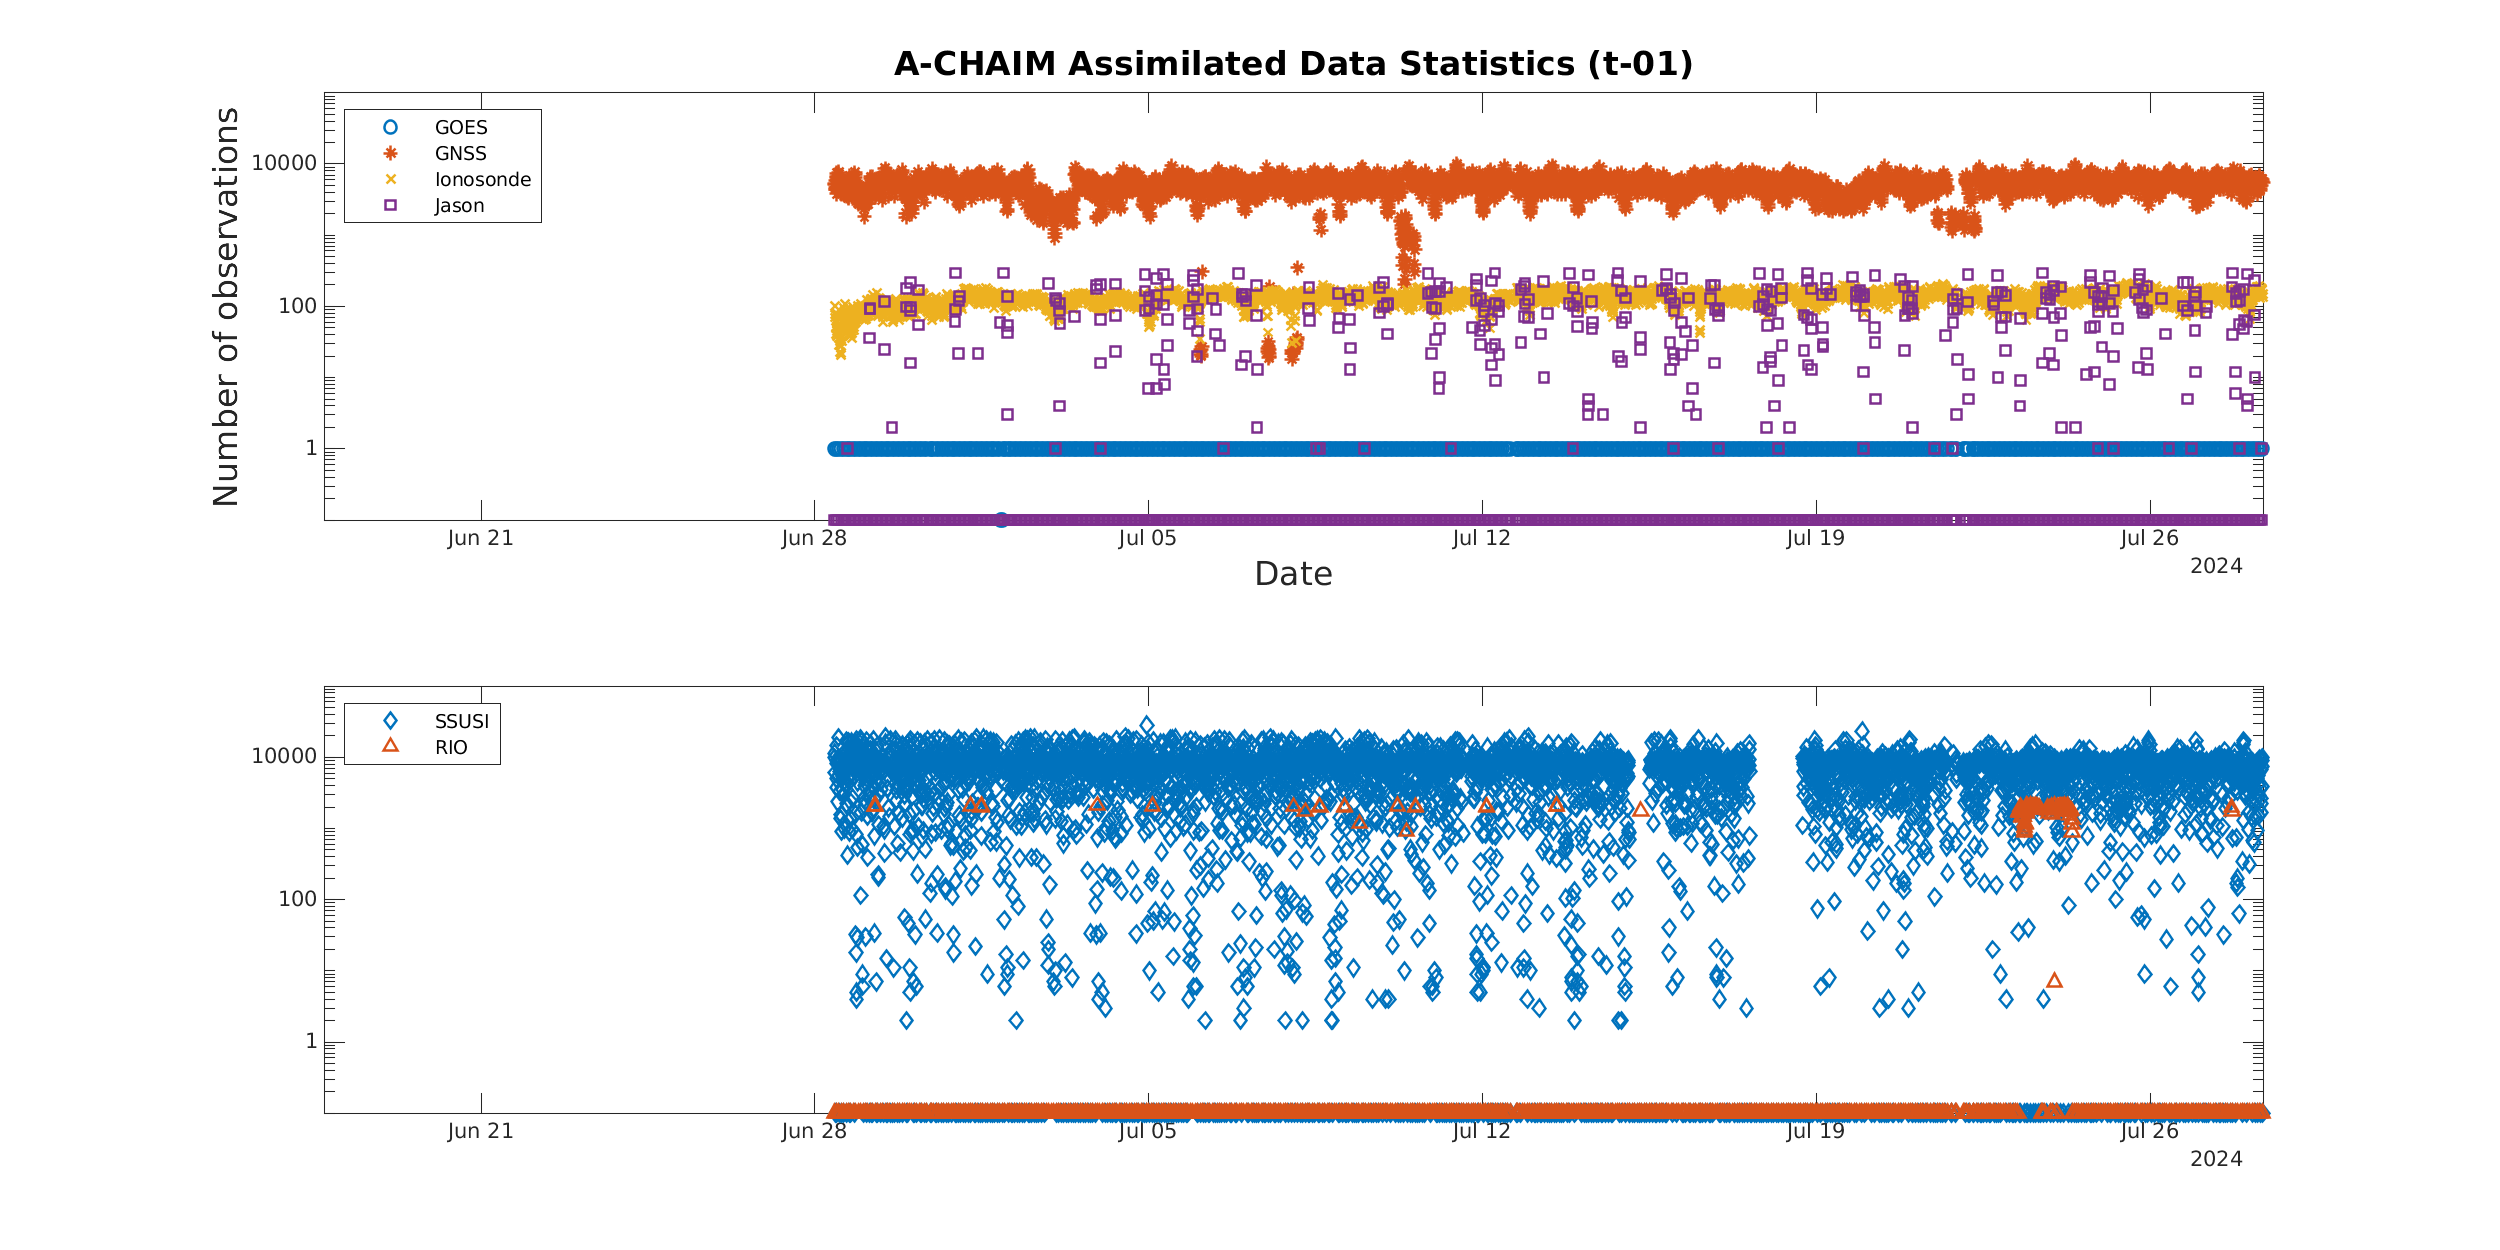 A-CHAIM Assimilated Data Statistics (t-01)
Number of observations
10000
100
1
GOES
GNSS
Ionosonde
Jason
Jun 21
Jun 28
Jul 05
Jul 12
Jul 19
Jul 26
2024
Date
10000
100
1
SSUSI
RIO
Jun 21
Jun 28
Jul 05
Jul 12
Jul 19
Jul 26
2024